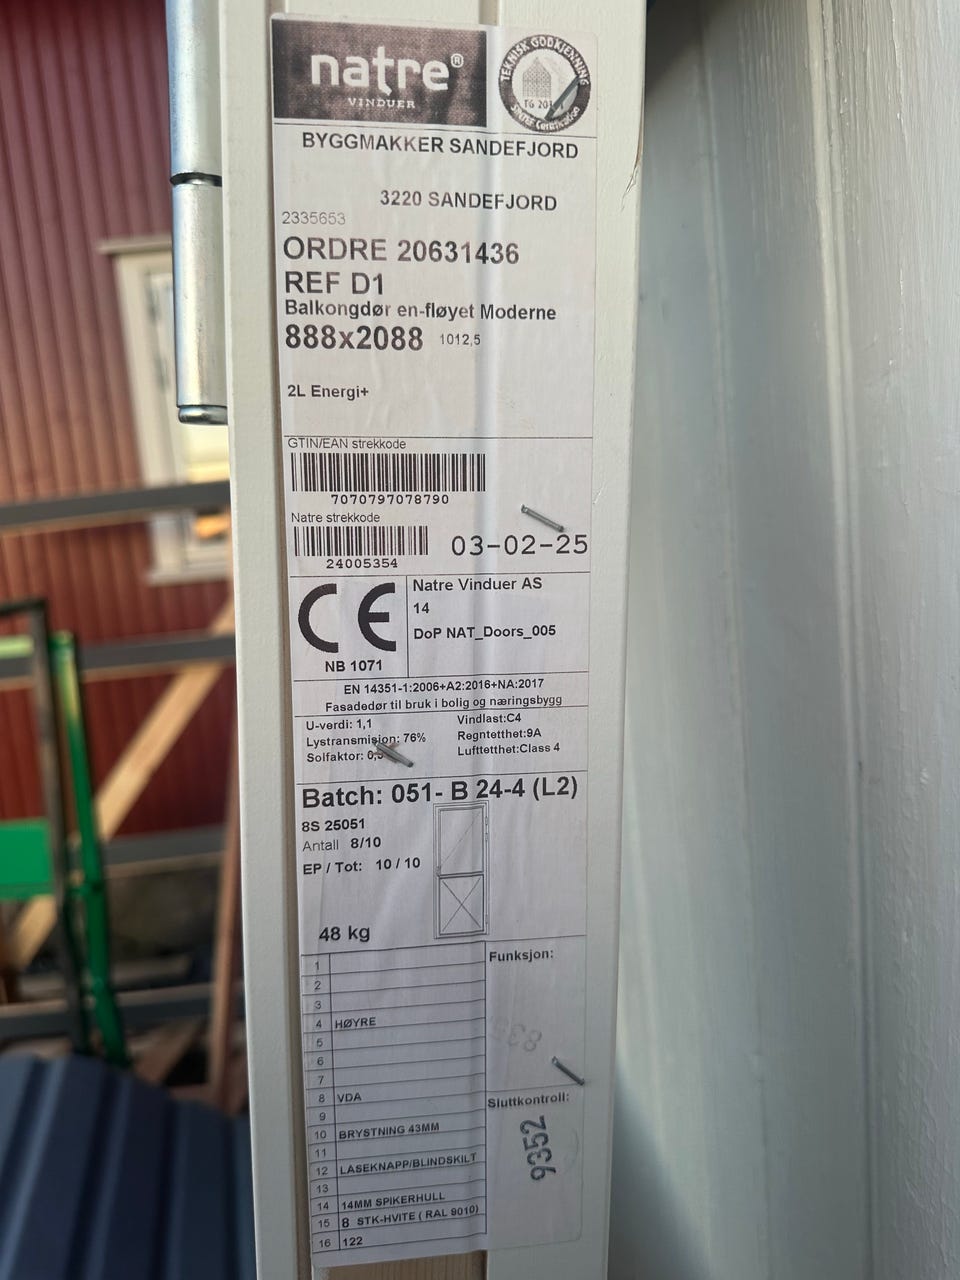 natre®
VINDUER
TEKNISK GODKJENNING
TG
SINTEF Certification
BYGGMAKKER SANDEFJORD
3220 SANDEFJORD
2335653
ORDRE 20631436
REF D1
Balkongdør en-fløyet Moderne
888x2088 1012,5
2L Energi+
GTIN/EAN strekkode
7070797078790
Natre strekkode
24005354
03-02-25
CE
NB 1071
Natre Vinduer AS
14
DoP NAT_Doors_005
EN 14351-1:2006+A2:2016+NA:2017
Fasadedør til bruk i bolig og næringsbygg
U-verdi: 1,1
Lystransmisjon: 76%
Solfaktor:
Vindlast:C4
Regntetthet:9A
Lufttetthet:Class 4
Batch: 051- B 24-4 (L2)
8S 25051
Antall 8/10
EP / Tot: 10 / 10
48 kg
1
2
3
4 HØYRE
5
6
7
8 VDA
9
10 BRYSTNING 43MM
11
12 LASEKNAPP/BLINDSKILT
13
14 14MM SPIKERHULL
15 8 STK-HVITE ( RAL 9010)
16 122
Funksjon:
Sluttkontroll:
9352